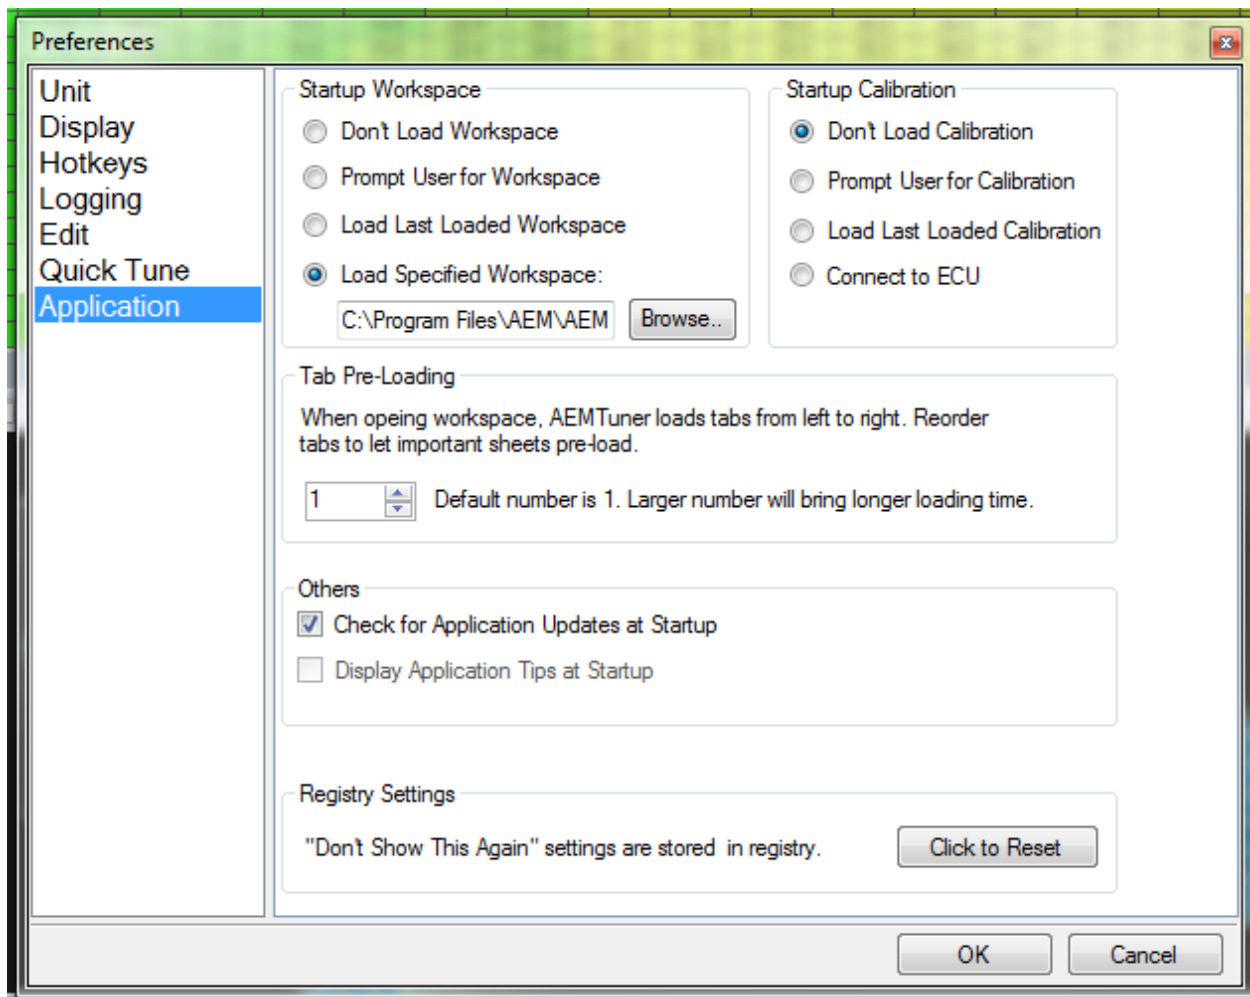 Preferences
Unit
Display
Hotkeys
Logging
Edit
Quick Tune
Application
Startup Workspace
Don't Load Workspace
Prompt User for Workspace
Load Last Loaded Workspace
Load Specified Workspace:
C:\Program Files\AEM\AEM
Browse..
Startup Calibration
Don't Load Calibration
Prompt User for Calibration
Load Last Loaded Calibration
Connect to ECU
Tab Pre-Loading
When opeing workspace, AEMTuner loads tabs from left to right. Reorder
tabs to let important sheets pre-load.
1
Default number is 1. Larger number will bring longer loading time.
Others
Check for Application Updates at Startup
Display Application Tips at Startup
Registry Settings
"Don't Show This Again" settings are stored in registry.
Click to Reset
OK
Cancel